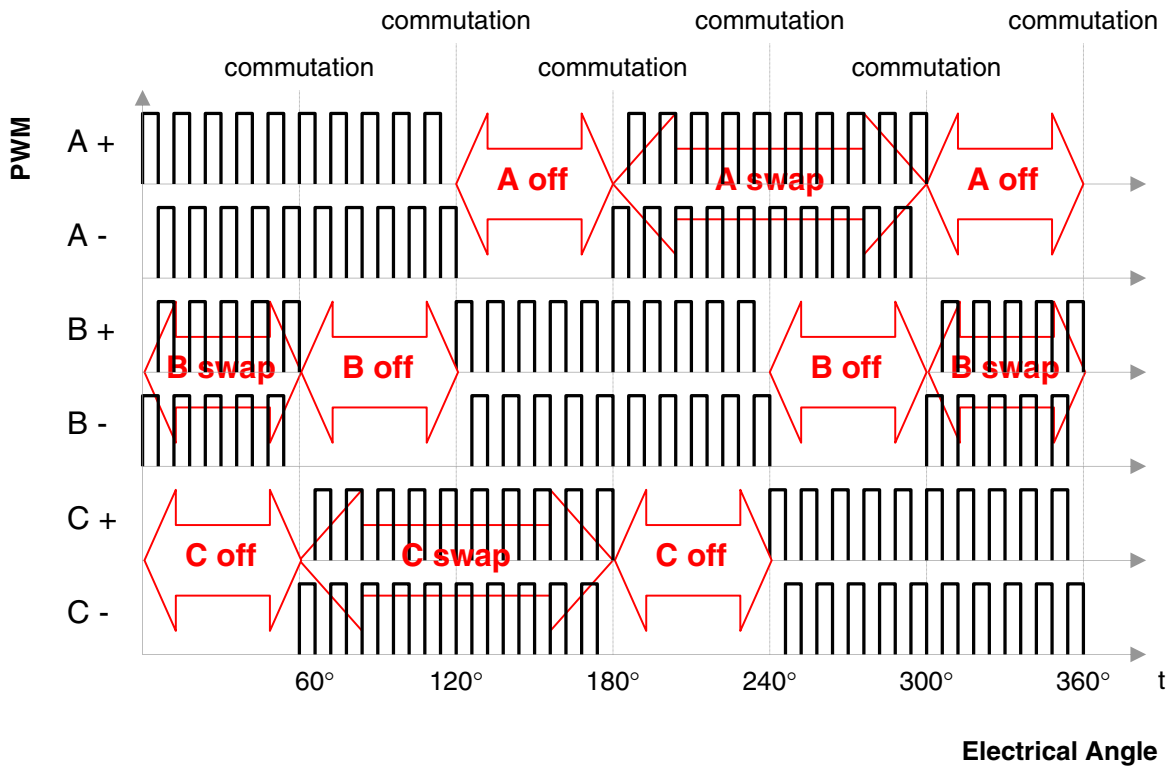 commutation commutation commutation
commutation commutation commutation
PWM
A +
A off A swap A off
A -
B +
B swap B off B off B swap
B -
C +
C off C swap C off
C -
60° 120° 180° 240° 300° 360° t
Electrical Angle